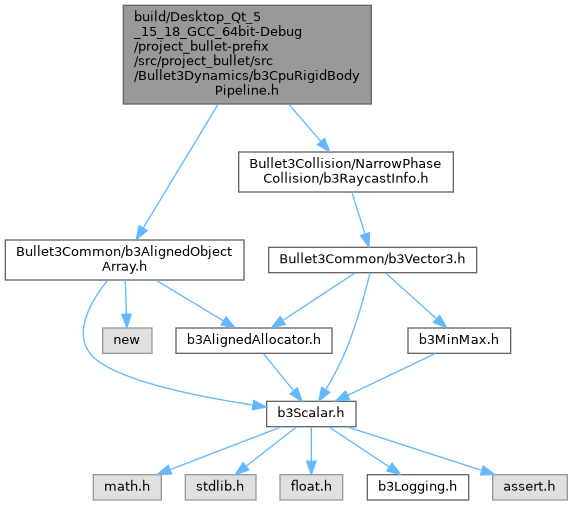 build/Desktop_Qt_5
_15_18_GCC_64bit-Debug
/project_bullet-prefix
/src/project_bullet/src
/Bullet3Dynamics/b3CpuRigidBody
Pipeline.h
Bullet3Collision/NarrowPhase
Collision/b3RaycastInfo.h
Bullet3Common/b3AlignedObject
Array.h
Bullet3Common/b3Vector3.h
new
b3AlignedAllocator.h
b3MinMax.h
b3Scalar.h
math.h
stdlib.h
float.h
b3Logging.h
assert.h